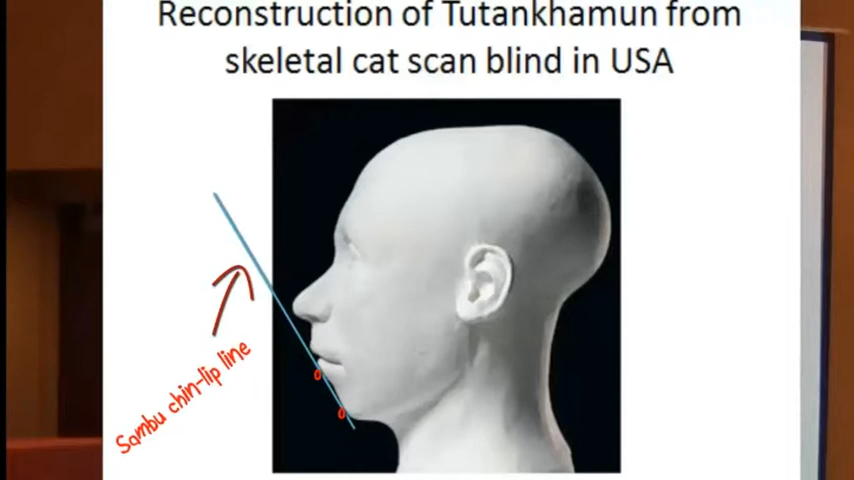 Reconstruction of Tutankhamun from
skeletal cat scan blind in USA
Sambu chin-lip line
o
o